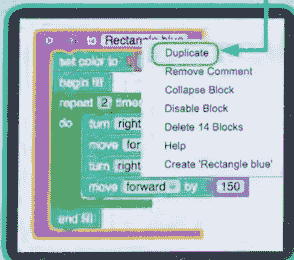 ? to Rectangle blue
Duplicate
set color to
Remove Comment
begin fill
Collapse Block
repeat 2 times
Disable Block
do turn right
Delete 14 Blocks
move for
Help
turn right
Create 'Rectangle blue'
move forward by 150
end fill